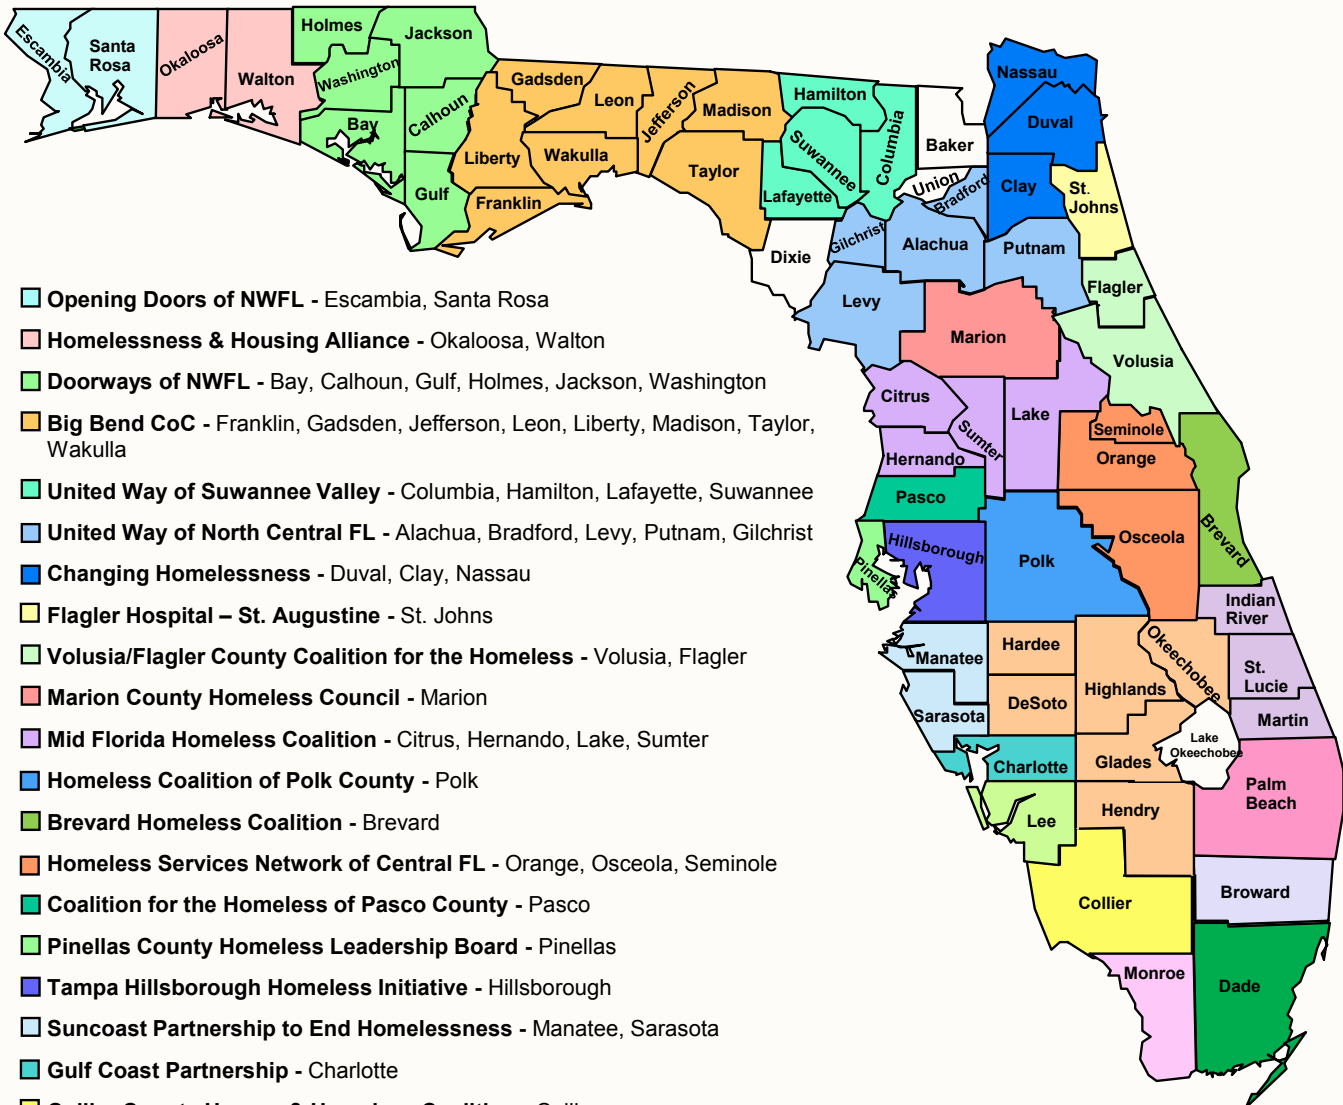 Escambia
Santa
Rosa
Okaloosa
Walton
Holmes
Jackson
Washington
Bay
Calhoun
Gulf
Gadsden
Leon
Jefferson
Madison
Liberty
Wakulla
Taylor
Franklin
Hamilton
Suwannee
Columbia
Lafayette
Baker
Nassau
Duval
Union
Bradford
Clay
St.
Johns
Dixie
Gilchrist
Alachua
Putnam
Levy
Flagler
Marion
Volusia
Citrus
Sumter
Lake
Hernando
Seminole
Orange
Pasco
Brevard
Pinellas
Hillsborough
Polk
Osceola
Indian
River
Manatee
Hardee
Okeechobee
St.
Lucie
Sarasota
DeSoto
Highlands
Martin
Charlotte
Glades
Lake
Okeechobee
Palm
Beach
Lee
Hendry
Collier
Broward
Monroe
Dade
Opening Doors of NWFL - Escambia, Santa Rosa
Homelessness & Housing Alliance - Okaloosa, Walton
Doorways of NWFL - Bay, Calhoun, Gulf, Holmes, Jackson, Washington
Big Bend CoC - Franklin, Gadsden, Jefferson, Leon, Liberty, Madison, Taylor,
Wakulla
United Way of Suwannee Valley - Columbia, Hamilton, Lafayette, Suwannee
United Way of North Central FL - Alachua, Bradford, Levy, Putnam, Gilchrist
Changing Homelessness - Duval, Clay, Nassau
Flagler Hospital – St. Augustine - St. Johns
Volusia/Flagler County Coalition for the Homeless - Volusia, Flagler
Marion County Homeless Council - Marion
Mid Florida Homeless Coalition - Citrus, Hernando, Lake, Sumter
Homeless Coalition of Polk County - Polk
Brevard Homeless Coalition - Brevard
Homeless Services Network of Central FL - Orange, Osceola, Seminole
Coalition for the Homeless of Pasco County - Pasco
Pinellas County Homeless Leadership Board - Pinellas
Tampa Hillsborough Homeless Initiative - Hillsborough
Suncoast Partnership to End Homelessness - Manatee, Sarasota
Gulf Coast Partnership - Charlotte